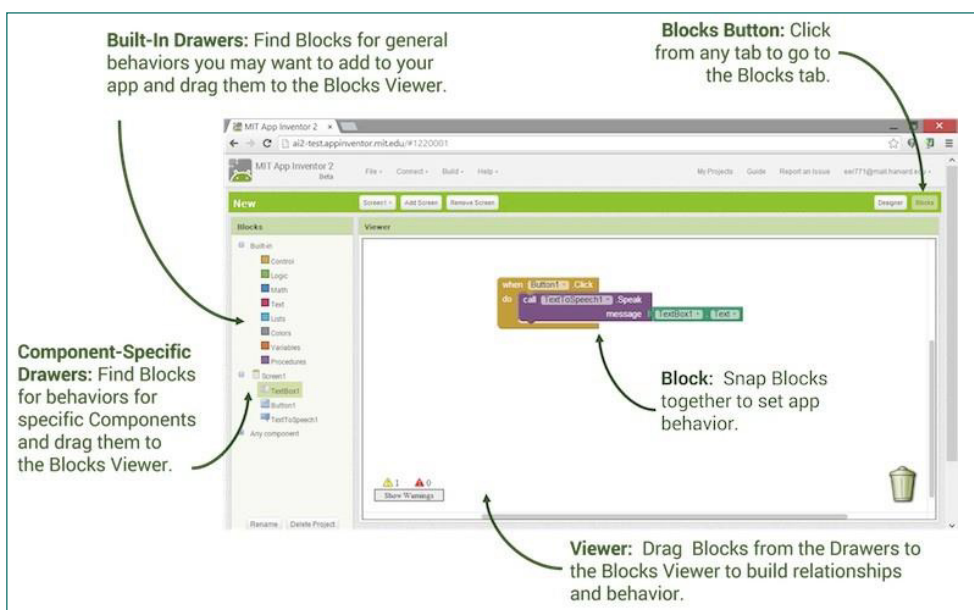 Built-In Drawers: Find Blocks for general
behaviors you may want to add to your
app and drag them to the Blocks Viewer.
Blocks Button: Click
from any tab to go to
the Blocks tab.
MIT App Inventor 2
ai2-test.appinventor.mit.edu/#1220001
MIT App Inventor 2
Beta
File Connect Build Help
My Projects Guide Report an Issue
New
Screen1 Add Screen Remove Screen
Designer Blocks
Blocks
Viewer
Built-in
Control
Logic
Math
Text
Lists
Colors
Variables
Procedures
Screen1
TextBox1
Button1
TextToSpeech1
Any component
Rename Delete Project
when Button1 .Click
do call TextToSpeech1 .Speak
message TextBox1 . Text
1 0
Show Warnings
Component-Specific
Drawers: Find Blocks
for behaviors for
specific Components
and drag them to
the Blocks Viewer.
Block: Snap Blocks
together to set app
behavior.
Viewer: Drag Blocks from the Drawers to
the Blocks Viewer to build relationships
and behavior.